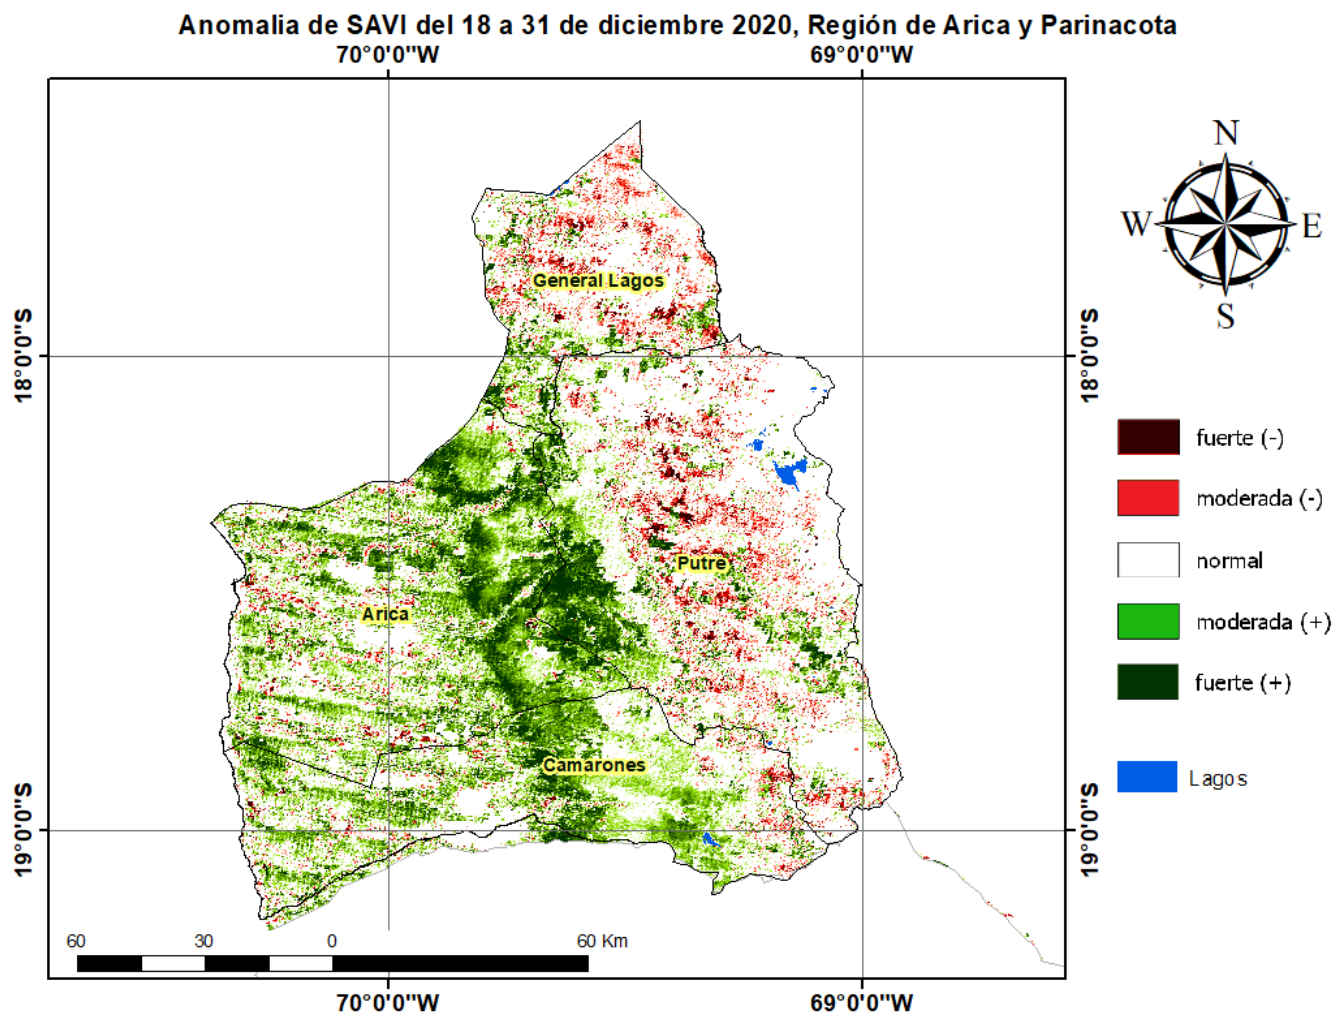 Anomalia de SAVI del 18 a 31 de diciembre 2020, Región de Arica y Parinacota
70°0'0"W 69°0'0"W
N
W E
S
General Lagos
18°0'0"S 18°0'0"S
fuerte (-)
moderada (-)
normal
Putre
Arica
moderada (+)
fuerte (+)
Camarones
Lagos
19°0'0"S 19°0'0"S
60 30 0 60 Km
70°0'0"W 69°0'0"W